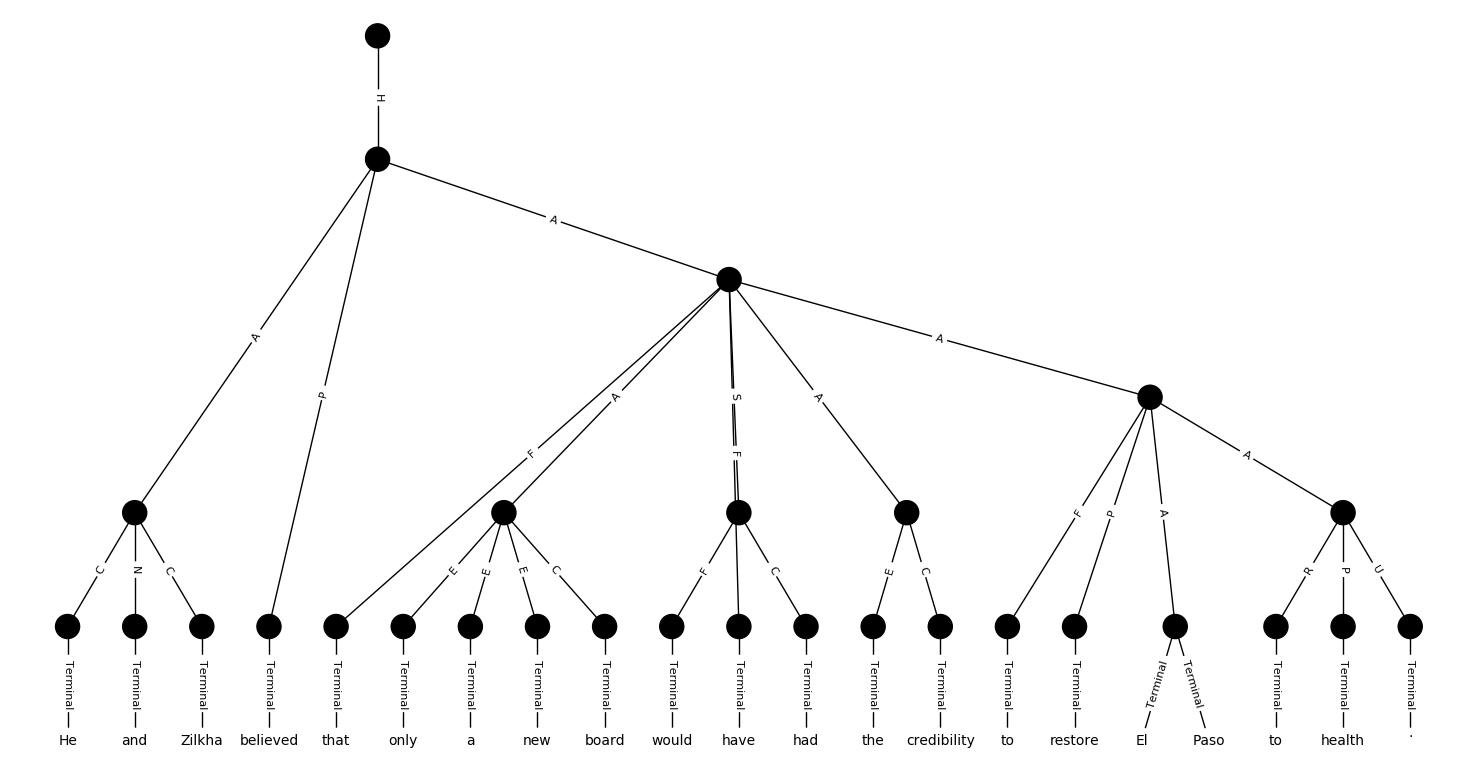 H
A
A
A
P
S
A
A
F
F
A
C
N
C
E
E
E
C
F
C
E
C
F
P
A
R
P
U
Terminal Terminal Terminal Terminal Terminal Terminal Terminal Terminal Terminal Terminal Terminal Terminal Terminal Terminal Terminal Terminal Terminal Terminal Terminal Terminal Terminal
He and Zilkha believed that only a new board would have had the credibility to restore El Paso to health .